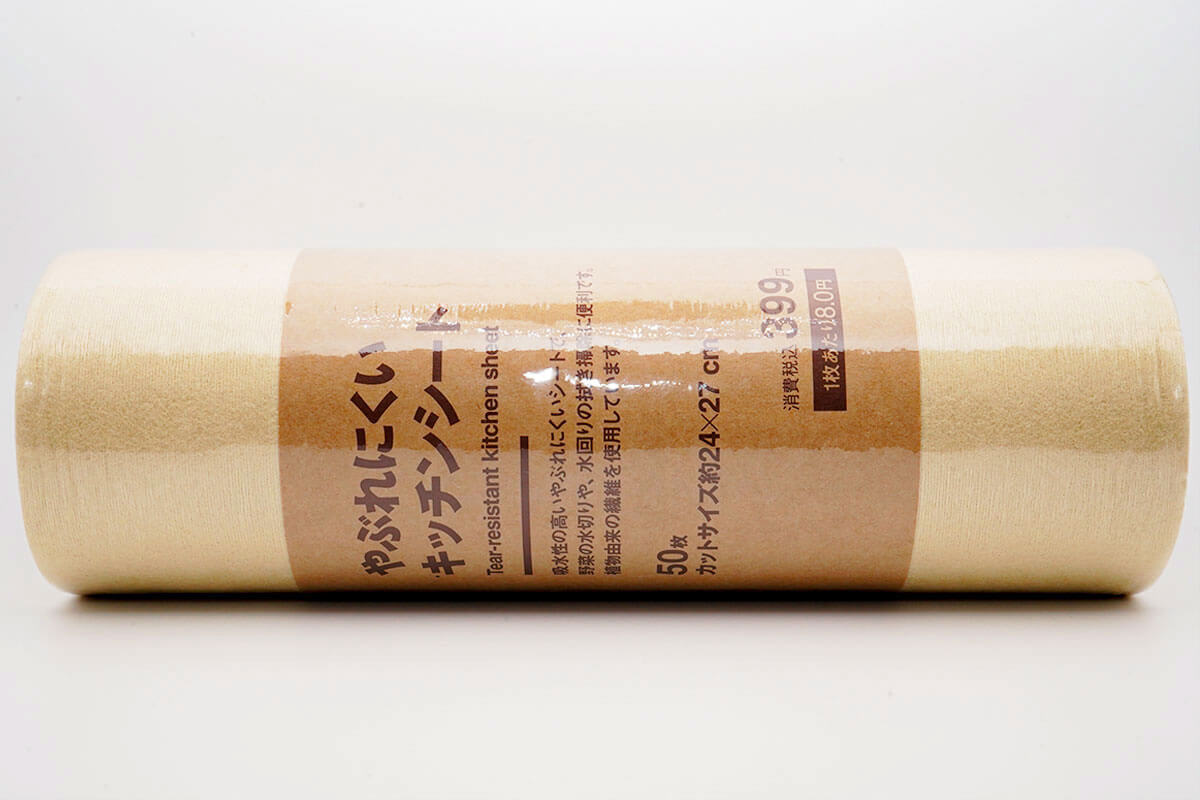 やぶれにくい
キッチンシート
Tear-resistant kitchen sheet
吸水性の高いやぶれにくいシートで、
野菜の水切りや、水回りの拭き掃除に便利です。
植物由来の繊維を使用しています
50枚
カットサイズ約24×27 cm
消費税込 399円
1枚あたり8.0円